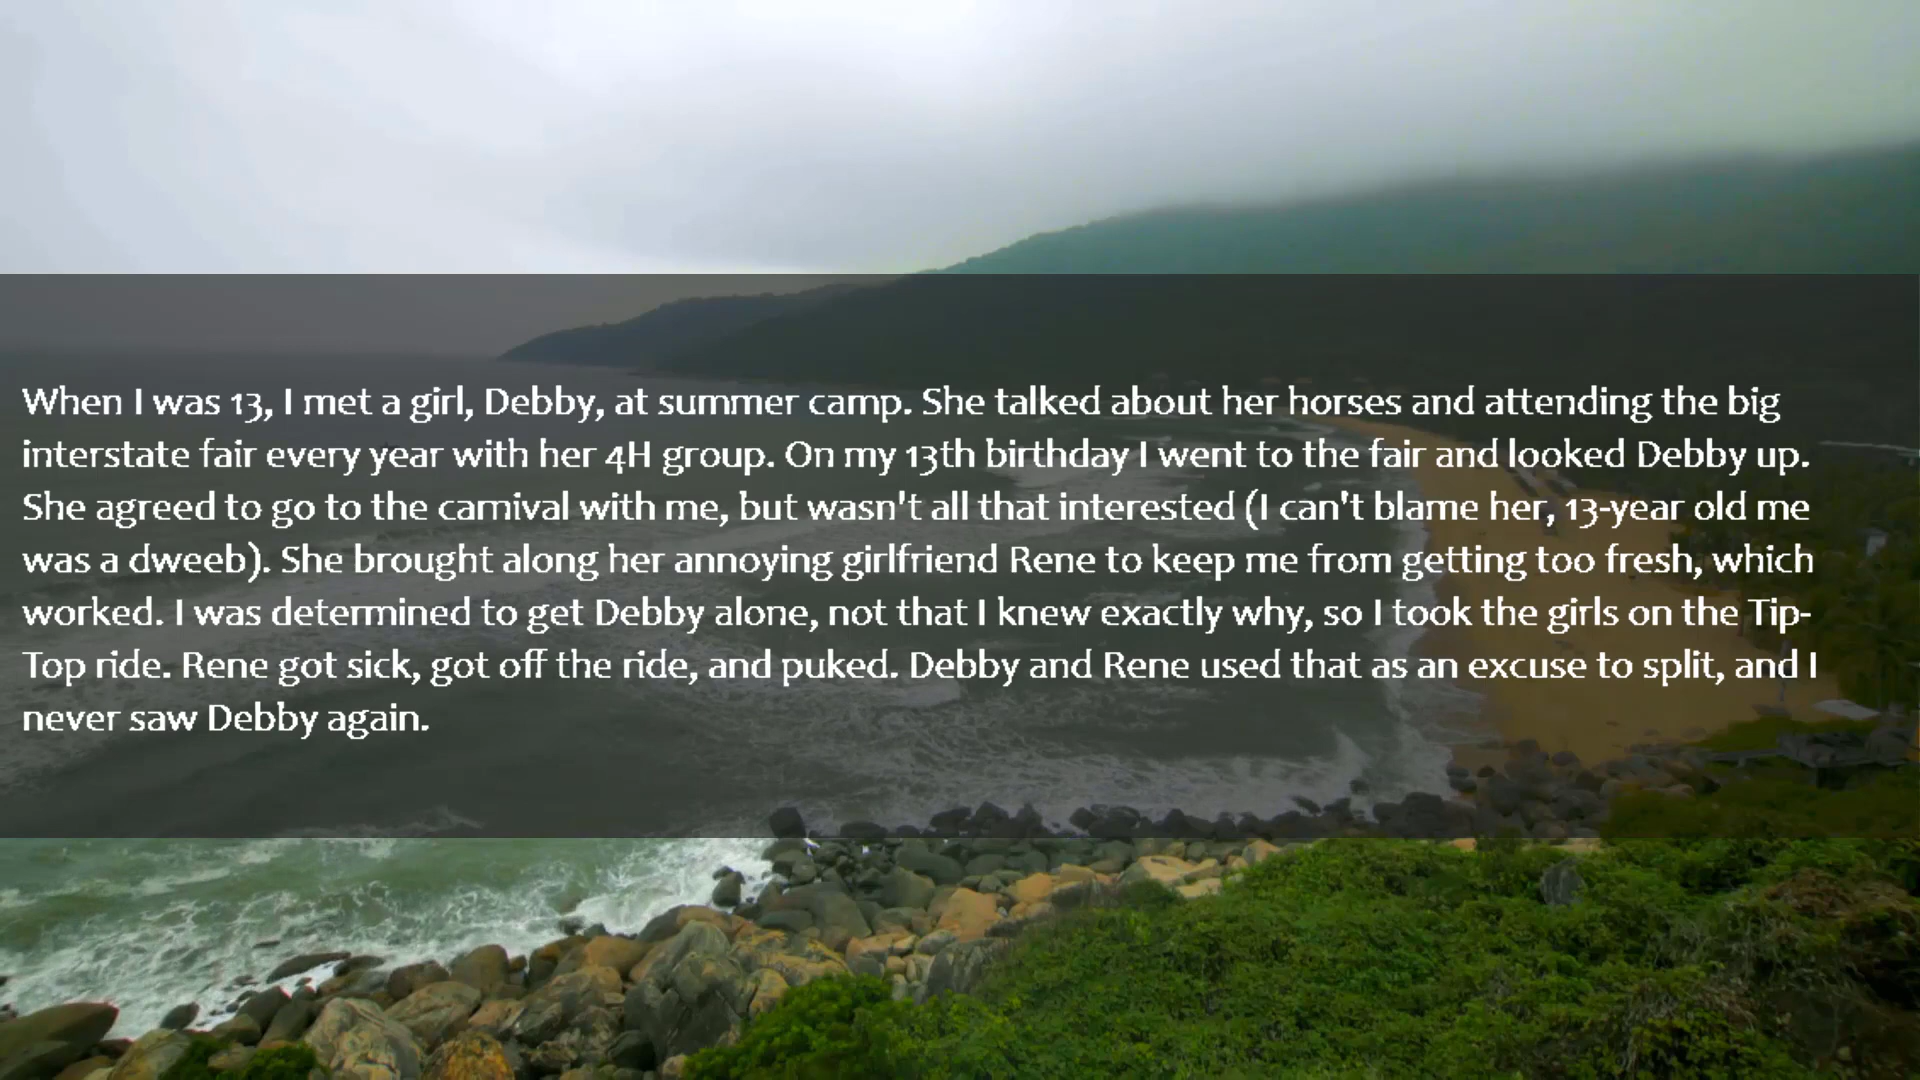 When I was 13, I met a girl, Debby, at summer camp. She talked about her horses and attending the big
interstate fair every year with her 4H group. On my 13th birthday I went to the fair and looked Debby up.
She agreed to go to the carnival with me, but wasn't all that interested (I can't blame her, 13-year old me
was a dweeb). She brought along her annoying girlfriend Rene to keep me from getting too fresh, which
worked. I was determined to get Debby alone, not that I knew exactly why, so I took the girls on the Tip-
Top ride. Rene got sick, got off the ride, and puked. Debby and Rene used that as an excuse to split, and I
never saw Debby again.